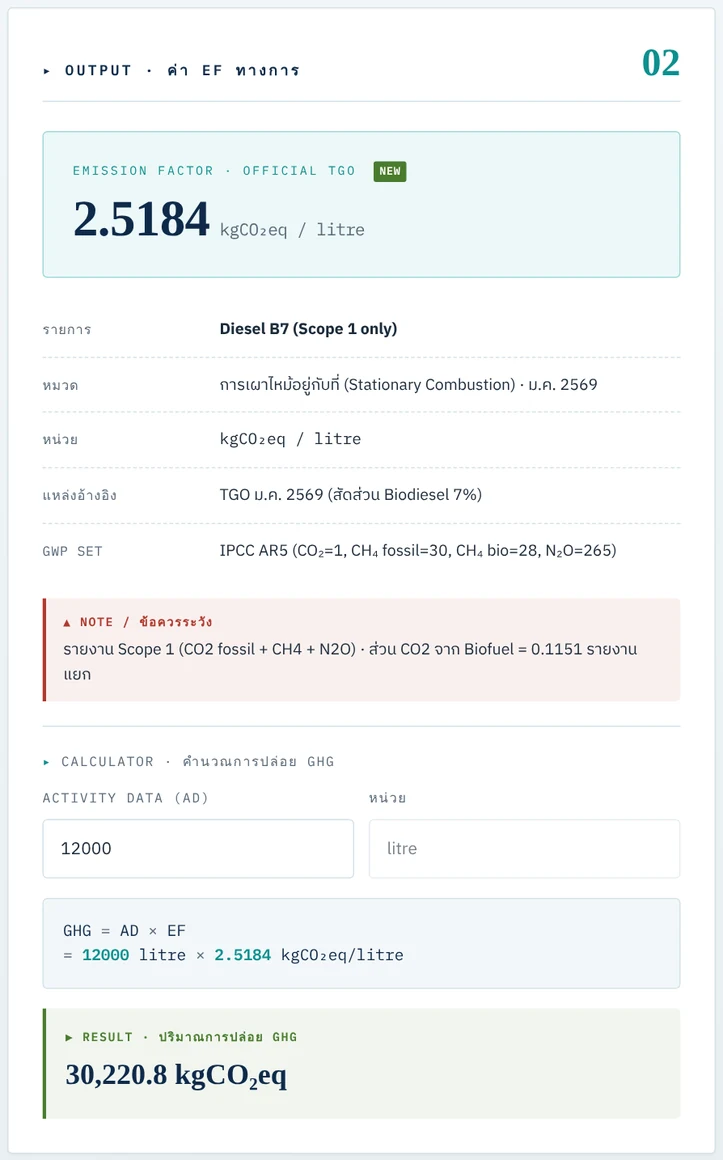 ▸ OUTPUT · ค่า EF ทางการ
02
EMISSION FACTOR · OFFICIAL TGO NEW
2.5184 kgCO₂eq / litre
รายการ Diesel B7 (Scope 1 only)
หมวด การเผาไหม้อยู่กับที่ (Stationary Combustion) · ม.ค. 2569
หน่วย kgCO₂eq / litre
แหล่งอ้างอิง TGO ม.ค. 2569 (สัดส่วน Biodiesel 7%)
GWP SET IPCC AR5 (CO₂=1, CH₄ fossil=30, CH₄ bio=28, N₂O=265)
▲ NOTE / ข้อควรระวัง
รายงาน Scope 1 (CO2 fossil + CH4 + N2O) · ส่วน CO2 จาก Biofuel = 0.1151 รายงาน
แยก
▸ CALCULATOR · คำนวณการปล่อย GHG
ACTIVITY DATA (AD) หน่วย
12000 litre
GHG = AD × EF
= 12000 litre × 2.5184 kgCO₂eq/litre
▶ RESULT · ปริมาณการปล่อย GHG
30,220.8 kgCO₂eq